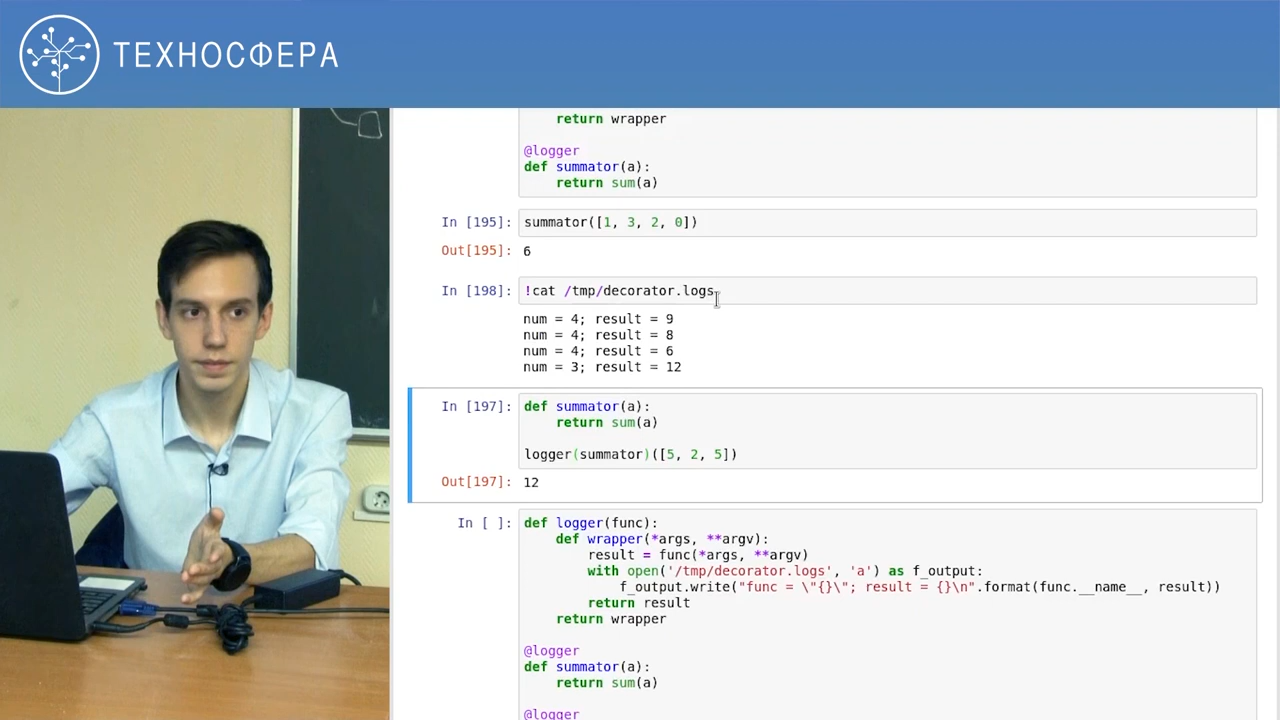 ТЕХНОСФЕРА
return wrapper
@logger
def summator(a):
return sum(a)
In [195]: summator([1, 3, 2, 0])
Out[195]: 6
In [198]: !cat /tmp/decorator.logs
num = 4; result = 9
num = 4; result = 8
num = 4; result = 6
num = 3; result = 12
In [197]: def summator(a):
return sum(a)
logger(summator)([5, 2, 5])
Out[197]: 12
In [ ]: def logger(func):
def wrapper(*args, **argv):
result = func(*args, **argv)
with open('/tmp/decorator.logs', 'a') as f_output:
f_output.write("func = \"{}\"; result = {}\n".format(func.__name__, result))
return result
return wrapper
@logger
def summator(a):
return sum(a)
@logger